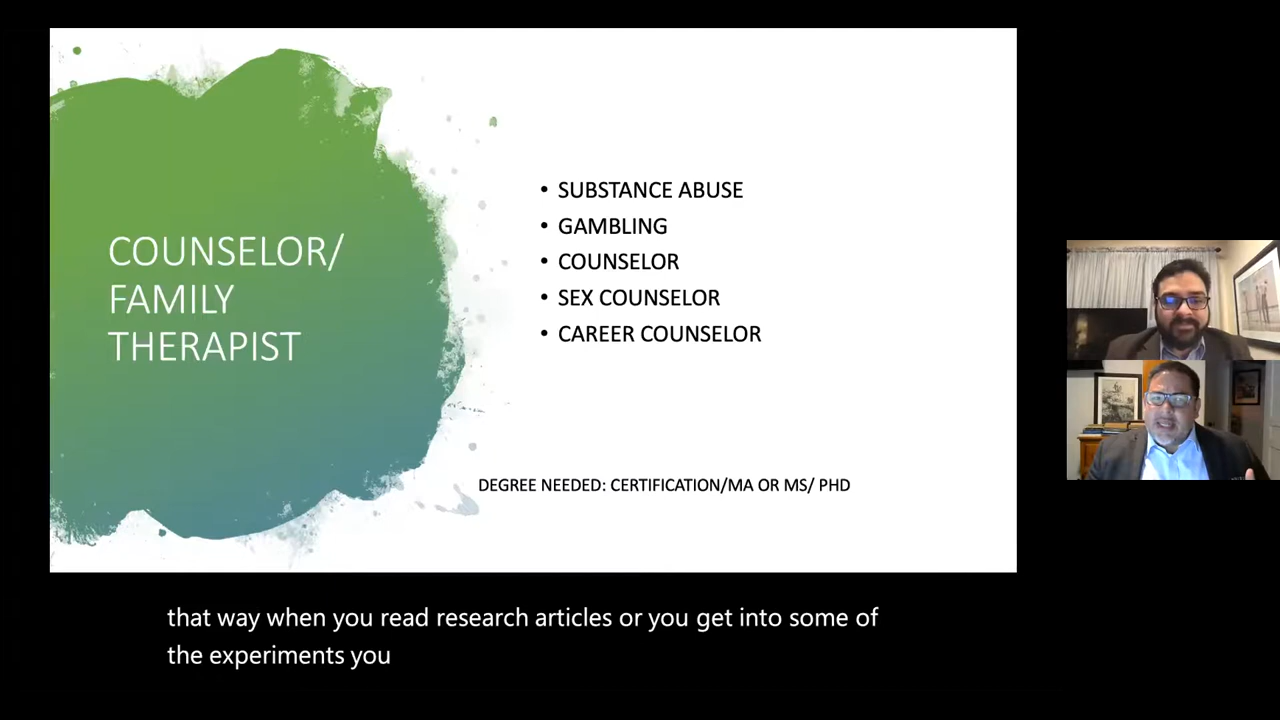 COUNSELOR/
FAMILY
THERAPIST
• SUBSTANCE ABUSE
• GAMBLING
• COUNSELOR
• SEX COUNSELOR
• CAREER COUNSELOR
DEGREE NEEDED: CERTIFICATION/MA OR MS/ PHD
that way when you read research articles or you get into some of
the experiments you